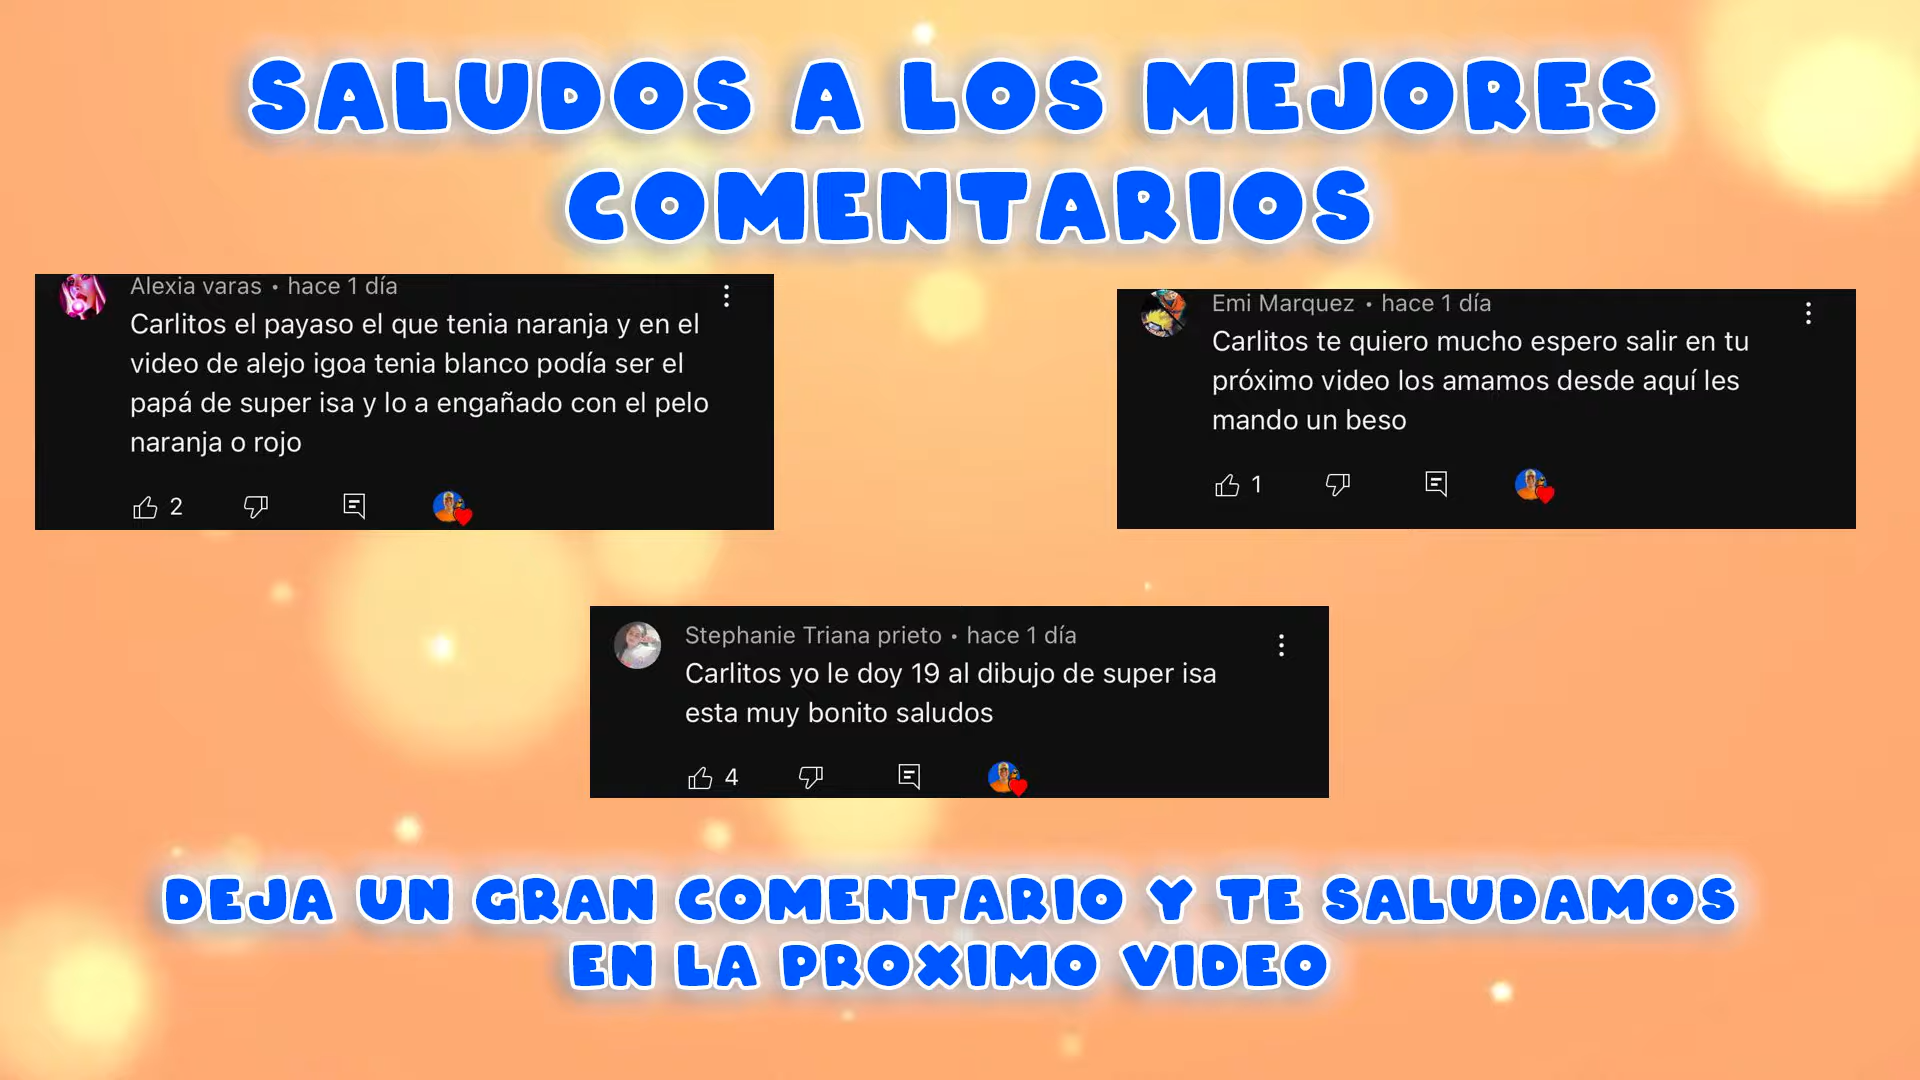 SALUDOS A LOS MEJORES
COMENTARIOS
Alexia varas • hace 1 día
Carlitos el payaso el que tenia naranja y en el
video de alejo igoa tenia blanco podía ser el
papá de super isa y lo a engañado con el pelo
naranja o rojo
2
Emi Marquez • hace 1 día
Carlitos te quiero mucho espero salir en tu
próximo video los amamos desde aquí les
mando un beso
1
Stephanie Triana prieto • hace 1 día
Carlitos yo le doy 19 al dibujo de super isa
esta muy bonito saludos
4
DEJA UN GRAN COMENTARIO Y TE SALUDAMOS
EN LA PROXIMO VIDEO